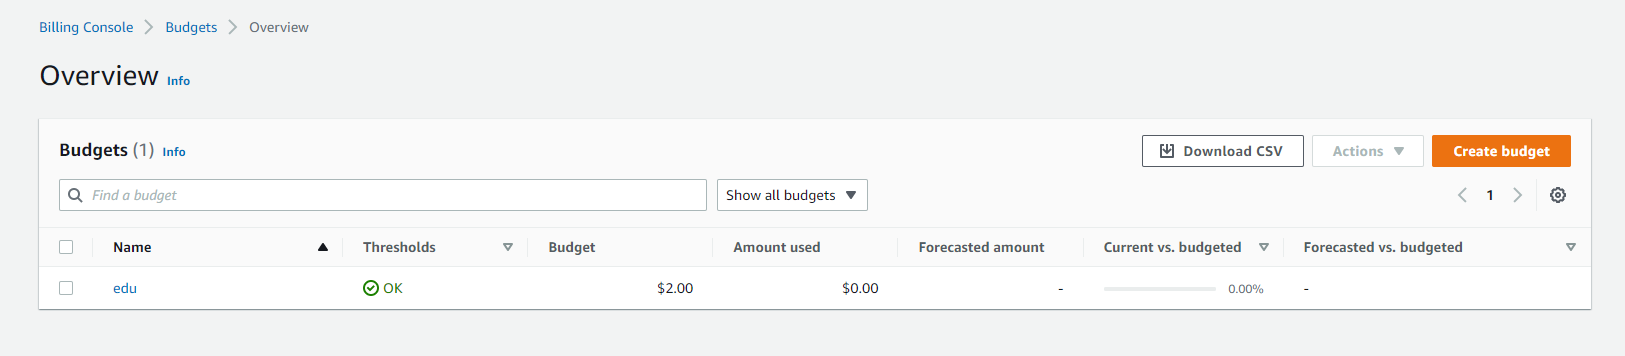 Billing Console > Budgets > Overview
Overview Info
Budgets (1) Info
Download CSV
Actions
Create budget
Find a budget
Show all budgets
1
Name Thresholds Budget Amount used Forecasted amount Current vs. budgeted Forecasted vs. budgeted
edu OK $2.00 $0.00 - 0.00% -